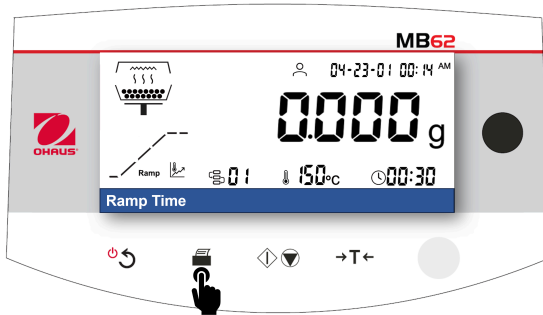 MB62
04-23-01 00:14 AM
0.000 g
OHAUS
Ramp
01
150°C
00:30
Ramp Time
→T←